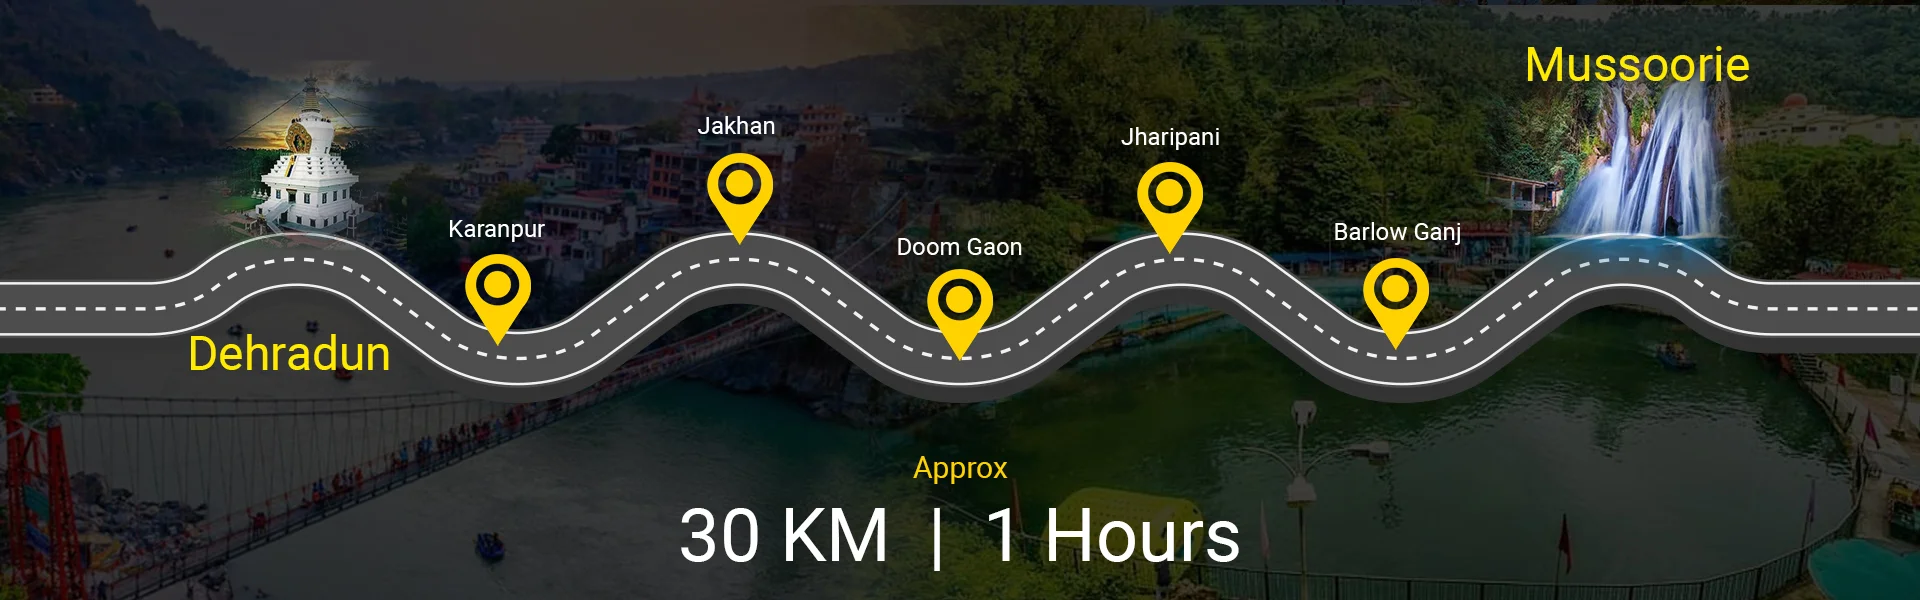 Mussoorie
Jakhan
Jharipani
Karanpur
Barlow Ganj
Doom Gaon
Dehradun
Approx
30 KM | 1 Hours